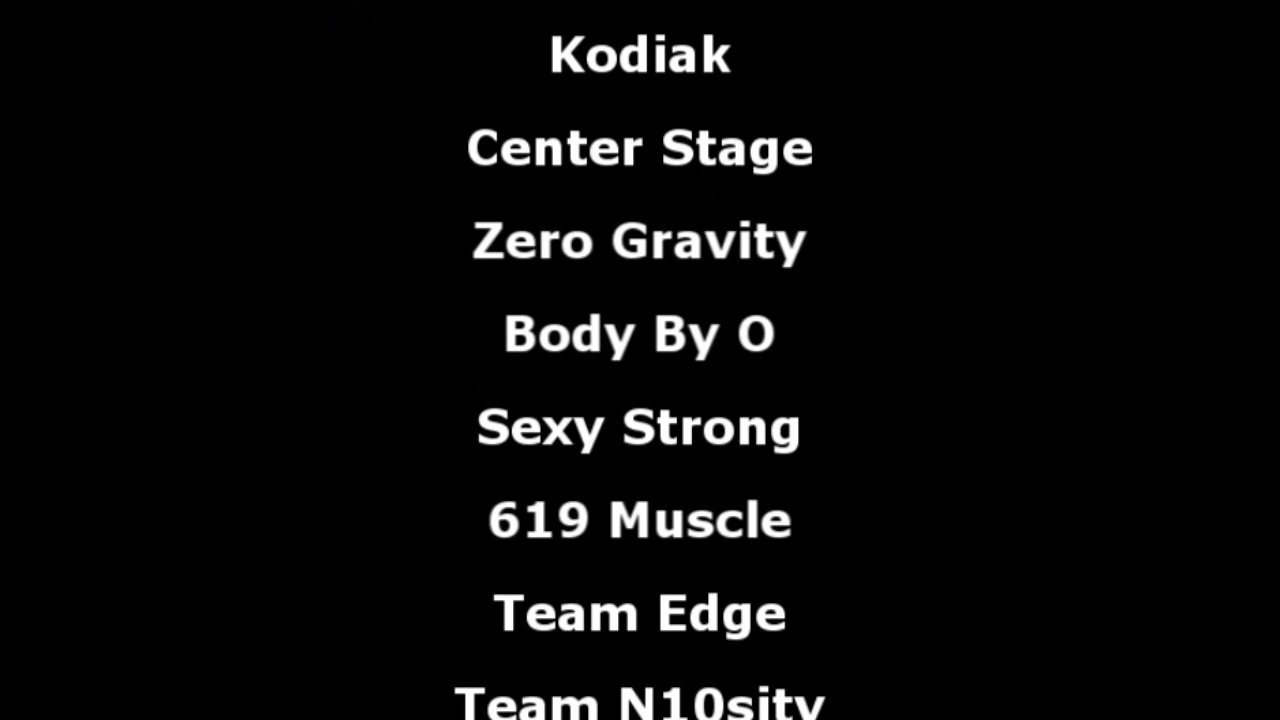 Kodiak
Center Stage
Zero Gravity
Body By O
Sexy Strong
619 Muscle
Team Edge
Team N10sity